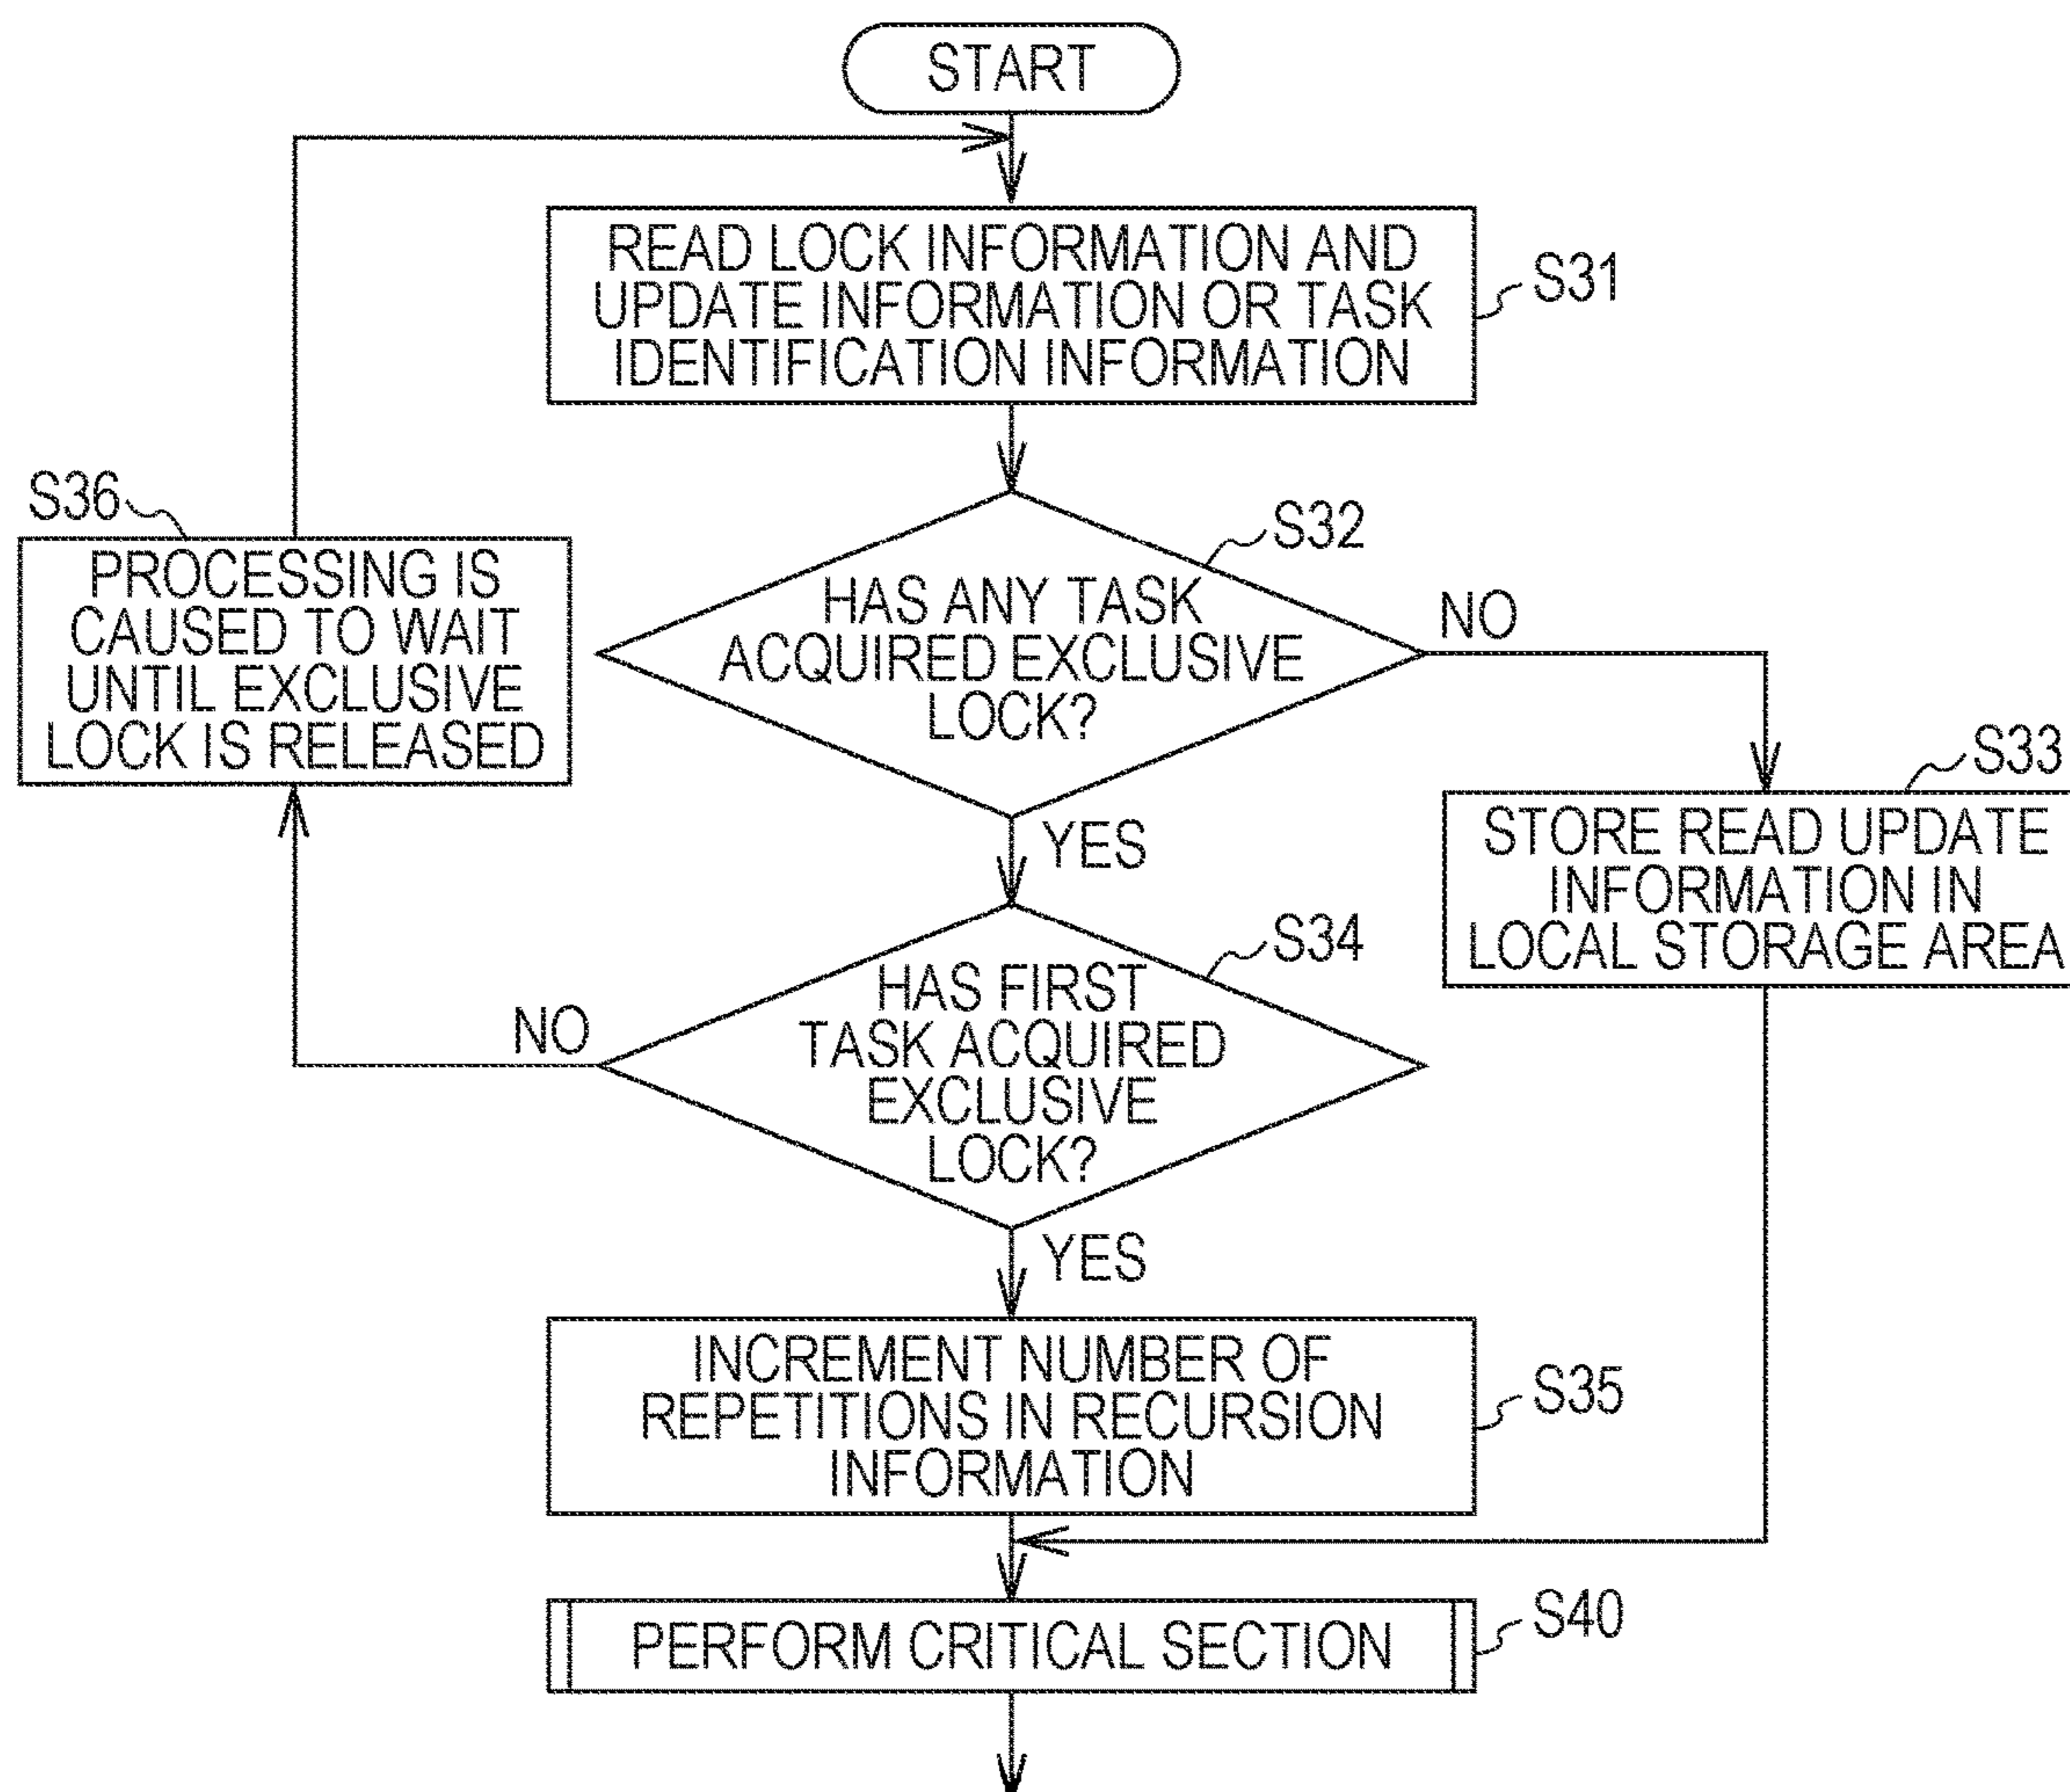 START
READ LOCK INFORMATION AND
UPDATE INFORMATION OR TASK
IDENTIFICATION INFORMATION
S31
S36
PROCESSING IS
CAUSED TO WAIT
UNTIL EXCLUSIVE
LOCK IS RELEASED
S32
HAS ANY TASK
ACQUIRED EXCLUSIVE
LOCK?
NO
YES
S33
STORE READ UPDATE
INFORMATION IN
LOCAL STORAGE AREA
S34
HAS FIRST
TASK ACQUIRED
EXCLUSIVE
LOCK?
NO
YES
INCREMENT NUMBER OF
REPETITIONS IN RECURSION
INFORMATION
S35
PERFORM CRITICAL SECTION
S40